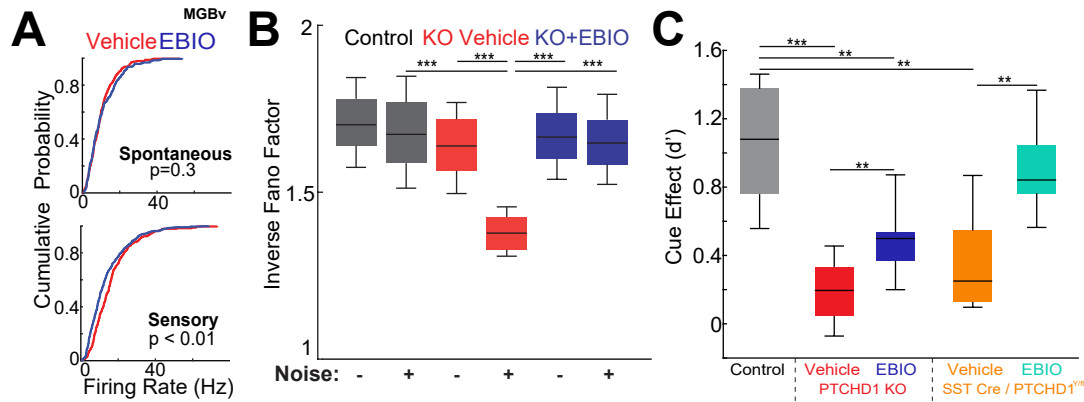 A
MGBv
Vehicle EBIO
0.8
0.4
0
0
40
Spontaneous
p=0.3
0.8
0.4
0
0
40
Sensory
p < 0.01
Cumulative Probability
Firing Rate (Hz)
B
2
1.5
1
Inverse Fano Factor
Control KO Vehicle KO+EBIO
*** *** *** ***
Noise: - + - + - +
C
1.6
1.2
0.8
0.4
0
Cue Effect (d')
***
**
**
**
**
Control Vehicle EBIO Vehicle EBIO
PTCHD1 KO SST Cre / PTCHD1Y/fl